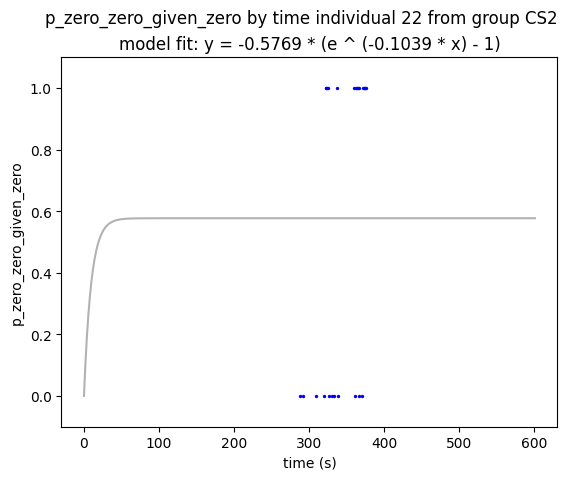 p_zero_zero_given_zero by time individual 22 from group CS2
model fit: y = -0.5769 * (e ^ (-0.1039 * x) - 1)
1.0
0.8
0.6
0.4
0.2
0.0
p_zero_zero_given_zero
0 100 200 300 400 500 600
time (s)